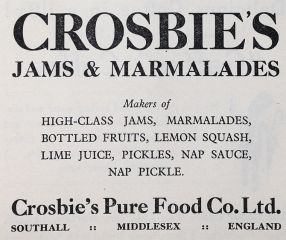 CROSBIE'S
JAMS & MARMALADES
Makers of
HIGH-CLASS JAMS, MARMALADES,
BOTTLED FRUITS, LEMON SQUASH,
LIME JUICE, PICKLES, NAP SAUCE,
NAP PICKLE.
Crosbie's Pure Food Co. Ltd.
SOUTHALL :: MIDDLESEX :: ENGLAND